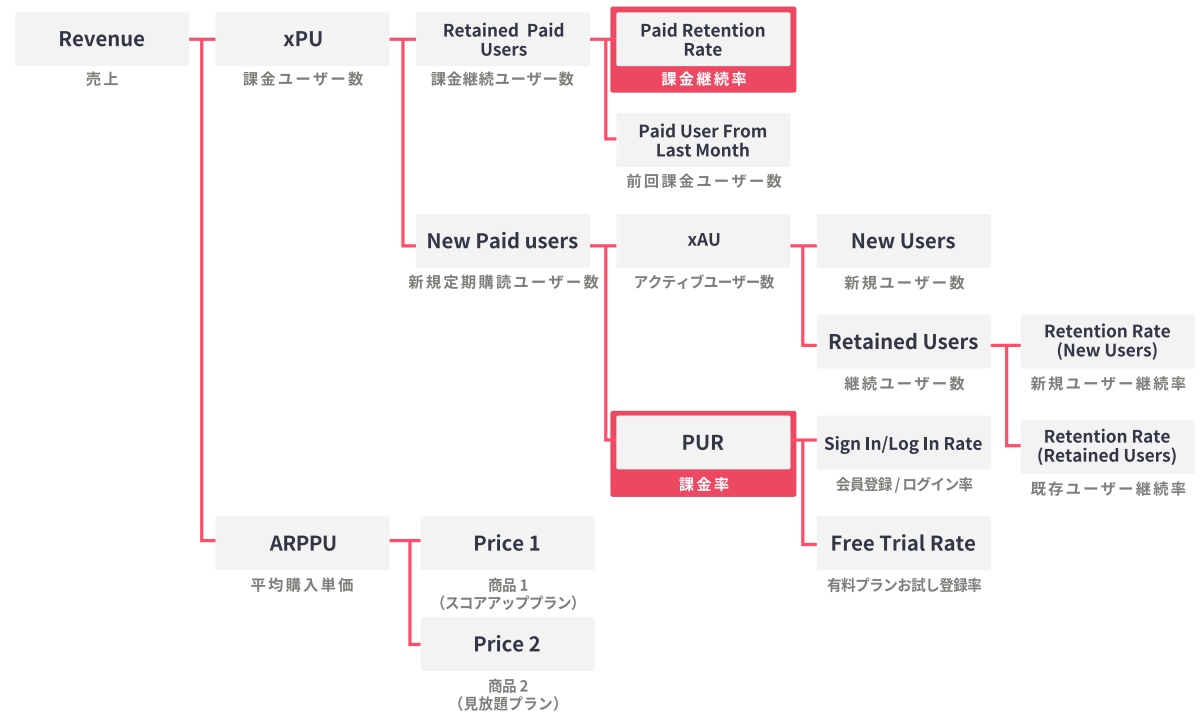 Revenue
売上
xPU
課金ユーザー数
Retained Paid
Users
課金継続ユーザー数
Paid Retention
Rate
課金継続率
Paid User From
Last Month
前回課金ユーザー数
New Paid users
新規定期購読ユーザー数
xAU
アクティブユーザー数
New Users
新規ユーザー数
Retained Users
継続ユーザー数
Retention Rate
(New Users)
新規ユーザー継続率
Retention Rate
(Retained Users)
既存ユーザー継続率
PUR
課金率
Sign In/Log In Rate
会員登録 / ログイン率
Free Trial Rate
有料プランお試し登録率
ARPPU
平均購入単価
Price 1
商品 1
（スコアアッププラン）
Price 2
商品 2
（見放題プラン）